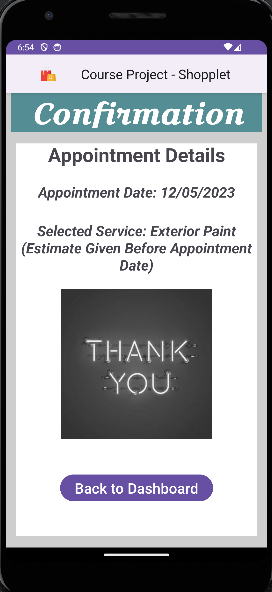 6:54
Course Project - Shopplet
Confirmation
Appointment Details
Appointment Date: 12/05/2023
Selected Service: Exterior Paint
(Estimate Given Before Appointment
Date)
THANK
YOU
Back to Dashboard